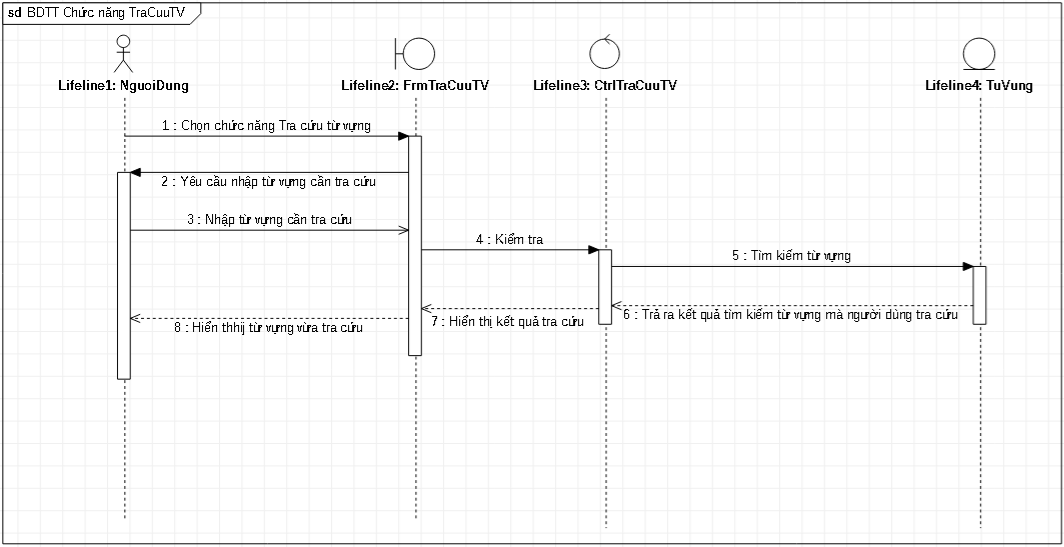 sd BDTT Chức năng TraCuuTV
Lifeline1: NguoiDung
Lifeline2: FrmTraCuuTV
Lifeline3: CtrlTraCuuTV
Lifeline4: TuVung
1 : Chọn chức năng Tra cứu từ vựng
2 : Yêu cầu nhập từ vựng cần tra cứu
3 : Nhập từ vựng cần tra cứu
4 : Kiểm tra
5 : Tìm kiếm từ vựng
6 : Trả ra kết quả tìm kiếm từ vựng mà người dùng tra cứu
7 : Hiển thị kết quả tra cứu
8 : Hiển thhij từ vựng vừa tra cứu